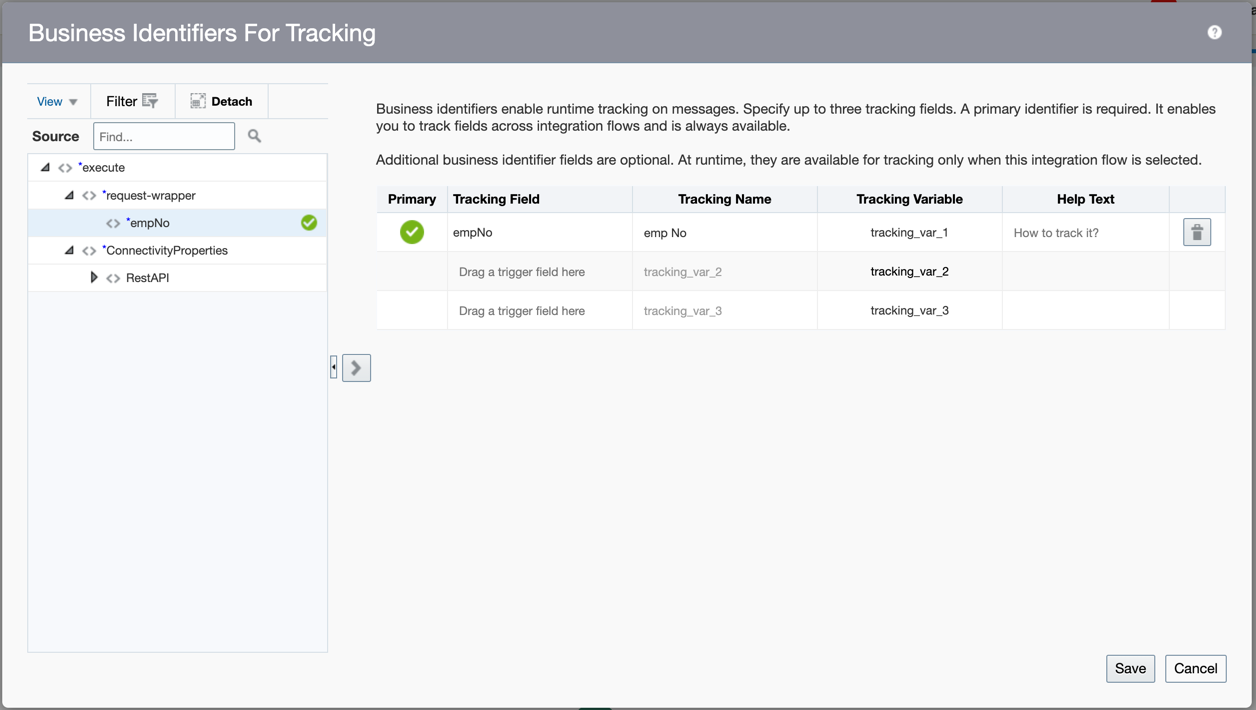 Business Identifiers For Tracking
?
View
Filter
Detach
Source
Find...
*execute
*request-wrapper
*empNo
*ConnectivityProperties
RestAPI
Business identifiers enable runtime tracking on messages. Specify up to three tracking fields. A primary identifier is required. It enables
you to track fields across integration flows and is always available.
Additional business identifier fields are optional. At runtime, they are available for tracking only when this integration flow is selected.
Primary Tracking Field Tracking Name Tracking Variable Help Text
empNo emp No tracking_var_1 How to track it?
Drag a trigger field here tracking_var_2 tracking_var_2
Drag a trigger field here tracking_var_3 tracking_var_3
Save Cancel